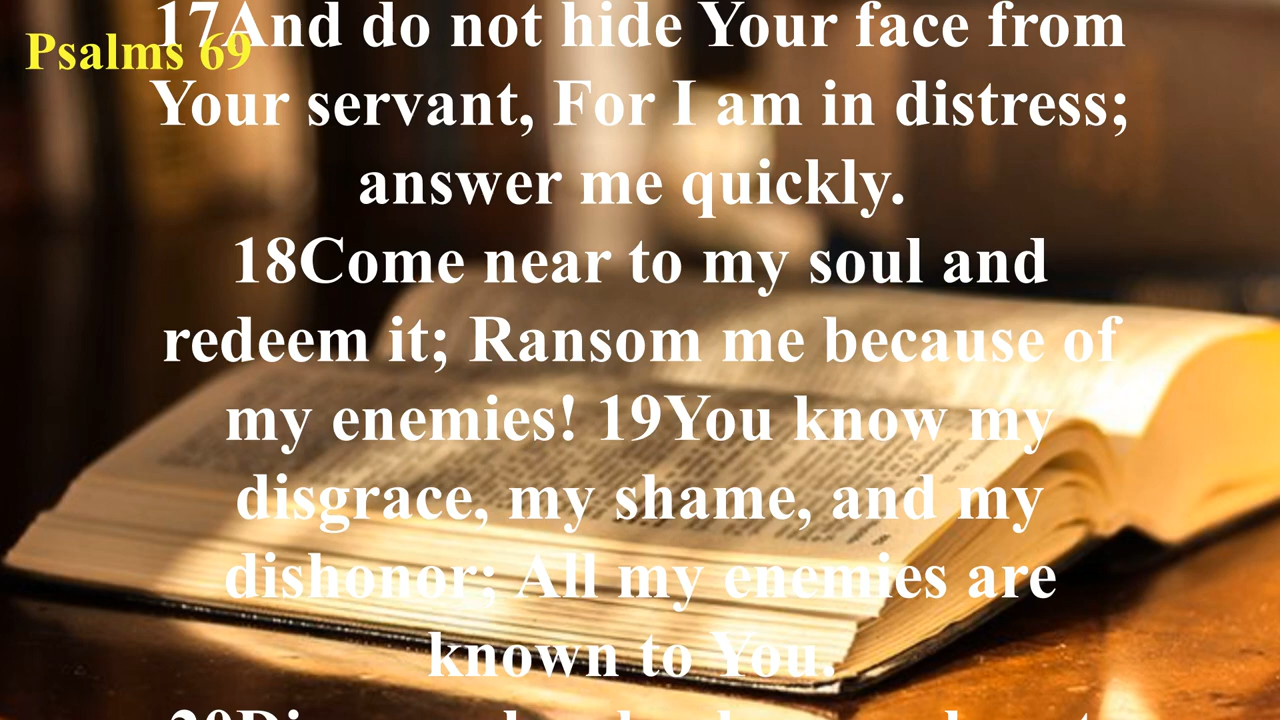 Psalms 69
17And do not hide Your face from
Your servant, For I am in distress;
answer me quickly.
18Come near to my soul and
redeem it; Ransom me because of
my enemies! 19You know my
disgrace, my shame, and my
dishonor; All my enemies are
known to You.